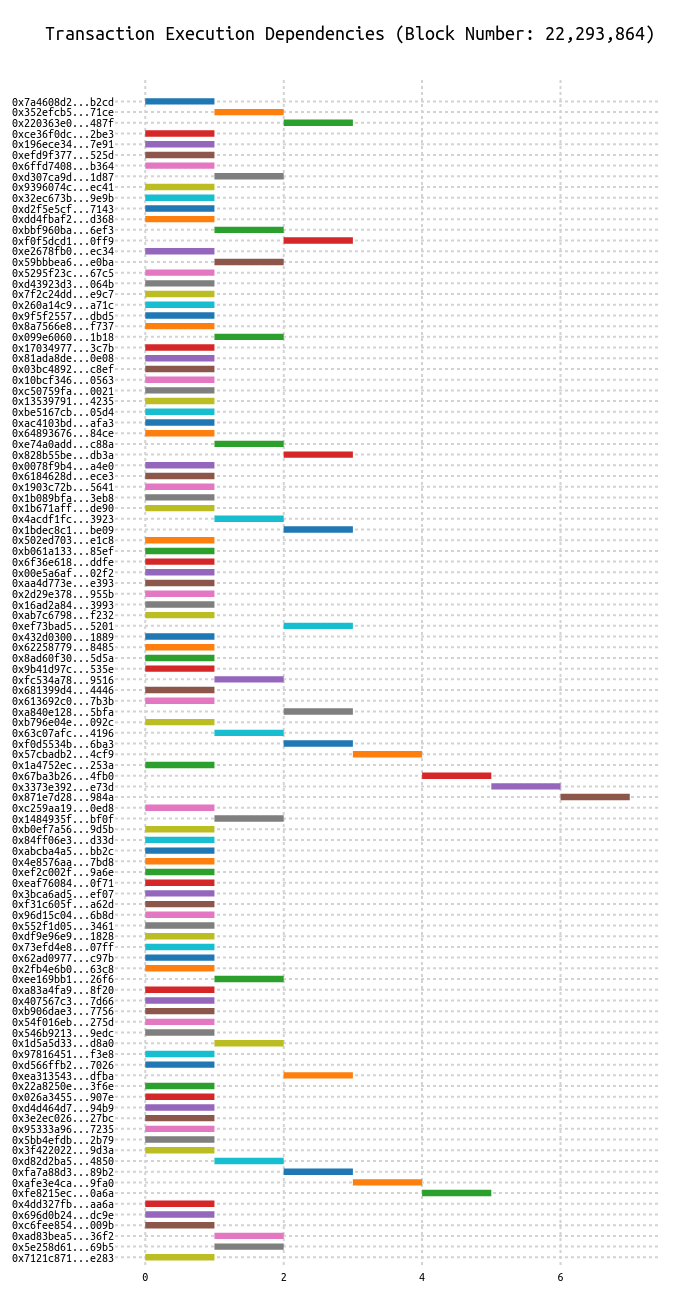 Transaction Execution Dependencies (Block Number: 22,293,864)
0x7a4608d2...b2cd
0x352efcb5...71ce
0x220363e0...487f
0xce36f0dc...2be3
0x196ece34...7e91
0xefd9f377...525d
0x6ffd7408...b364
0xd307ca9d...1d87
0x9396074c...ec41
0x32ec673b...9e9b
0xd2f5e5cf...7143
0xdd4fbaf2...d368
0xbbf960ba...6ef3
0xf0f5dcd1...0ff9
0xe2678fb0...ec34
0x59bbbea6...e0ba
0x5295f23c...67c5
0xd43923d3...064b
0x7f2c24dd...e9c7
0x260a14c9...a71c
0x9f5f2557...dbd5
0x8a7566e8...f737
0x099e6060...1b18
0x17034977...3c7b
0x81ada8de...0e08
0x03bc4892...c8ef
0x10bcf346...0563
0xc50759fa...0021
0x13539791...4235
0xbe5167cb...05d4
0xac4103bd...afa3
0x64893676...84ce
0xe74a0add...c88a
0x828b55be...db3a
0x0078f9b4...a4e0
0x6184628d...ece3
0x1903c72b...5641
0x1b089bfa...3eb8
0x1b671aff...de90
0x4acdf1fc...3923
0x1bdec8c1...be09
0x502ed703...e1c8
0xb061a133...85ef
0x6f36e618...ddfe
0x00e5a6af...02f2
0xaa4d773e...e393
0x2d29e378...955b
0x16ad2a84...3993
0xab7c6798...f232
0xef73bad5...5201
0x432d0300...1889
0x62258779...8485
0x8ad60f30...5d5a
0x9b41d97c...535e
0xfc534a78...9516
0x681399d4...4446
0x613692c0...7b3b
0xa840e128...5bfa
0xb796e04e...092c
0x63c07afc...4196
0xf0d5534b...6ba3
0x57cbadb2...4cf9
0x1a4752ec...253a
0x67ba3b26...4fb0
0x3373e392...e73d
0x871e7d28...984a
0xc259aa19...0ed8
0x1484935f...bf0f
0xb0ef7a56...9d5b
0x84ff06e3...d33d
0xabcba4a5...bb2c
0x4e8576aa...7bd8
0xef2c002f...9a6e
0xeaf76084...0f71
0x3bca6ad5...ef07
0xf31c605f...a62d
0x96d15c04...6b8d
0x552f1d05...3461
0xdf9e96e9...1828
0x73efd4e8...07ff
0x62ad0977...c97b
0x2fb4e6b0...63c8
0xee169bb1...26f6
0xa83a4fa9...8f20
0x407567c3...7d66
0xb906dae3...7756
0x54f016eb...275d
0x546b9213...9edc
0x1d5a5d33...d8a0
0x97816451...f3e8
0xd566ffb2...7026
0xea313543...dfba
0x22a8250e...3f6e
0x026a3455...907e
0xd4d464d7...94b9
0x3e2ec026...27bc
0x95333a96...7235
0x5bb4efdb...2b79
0x3f422022...9d3a
0xd82d2ba5...4850
0xfa7a88d3...89b2
0xafe3e4ca...9fa0
0xfe8215ec...0a6a
0x4dd327fb...aa6a
0x696d0b24...dc9e
0xc6fee854...009b
0xad83bea5...36f2
0x5e258d61...69b5
0x7121c871...e283
0 2 4 6